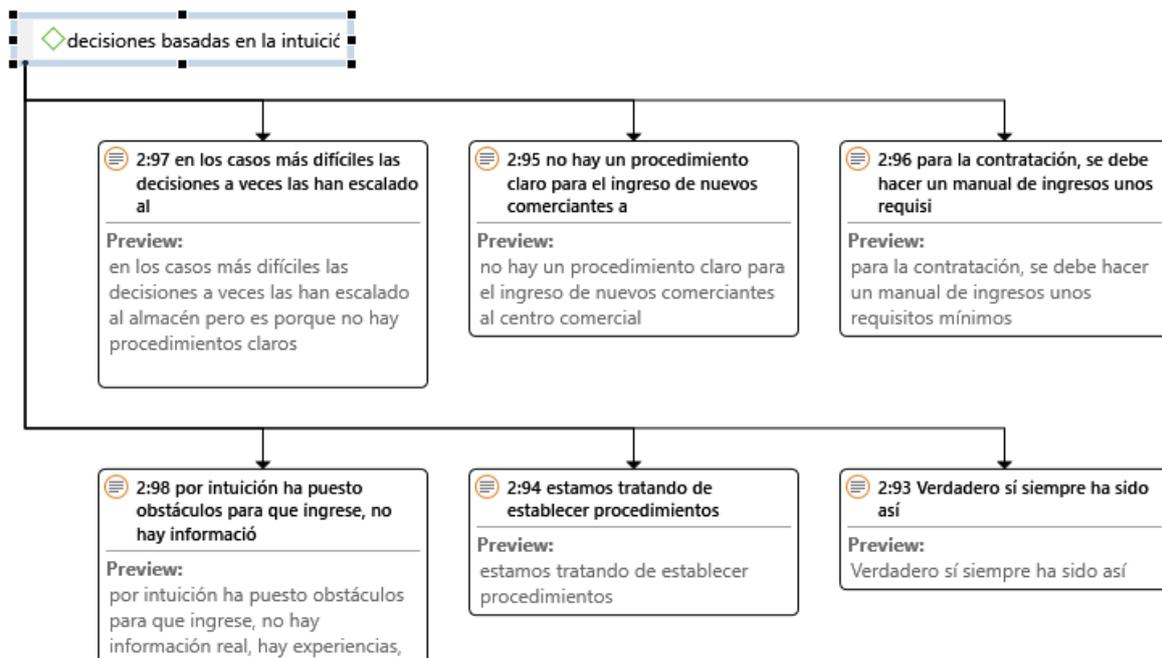 decisiones basadas en la intuició
2:97 en los casos más difíciles las
decisiones a veces las han escalado
al
Preview:
en los casos más difíciles las
decisiones a veces las han escalado
al almacén pero es porque no hay
procedimientos claros
2:95 no hay un procedimiento
claro para el ingreso de nuevos
comerciantes a
Preview:
no hay un procedimiento claro para
el ingreso de nuevos comerciantes
al centro comercial
2:96 para la contratación, se debe
hacer un manual de ingresos unos
requisi
Preview:
para la contratación, se debe hacer
un manual de ingresos unos
requisitos mínimos
2:98 por intuición ha puesto
obstáculos para que ingrese, no
hay informació
Preview:
por intuición ha puesto obstáculos
para que ingrese, no hay
información real, hay experiencias,
2:94 estamos tratando de
establecer procedimientos
Preview:
estamos tratando de establecer
procedimientos
2:93 Verdadero sí siempre ha sido
así
Preview:
Verdadero sí siempre ha sido así